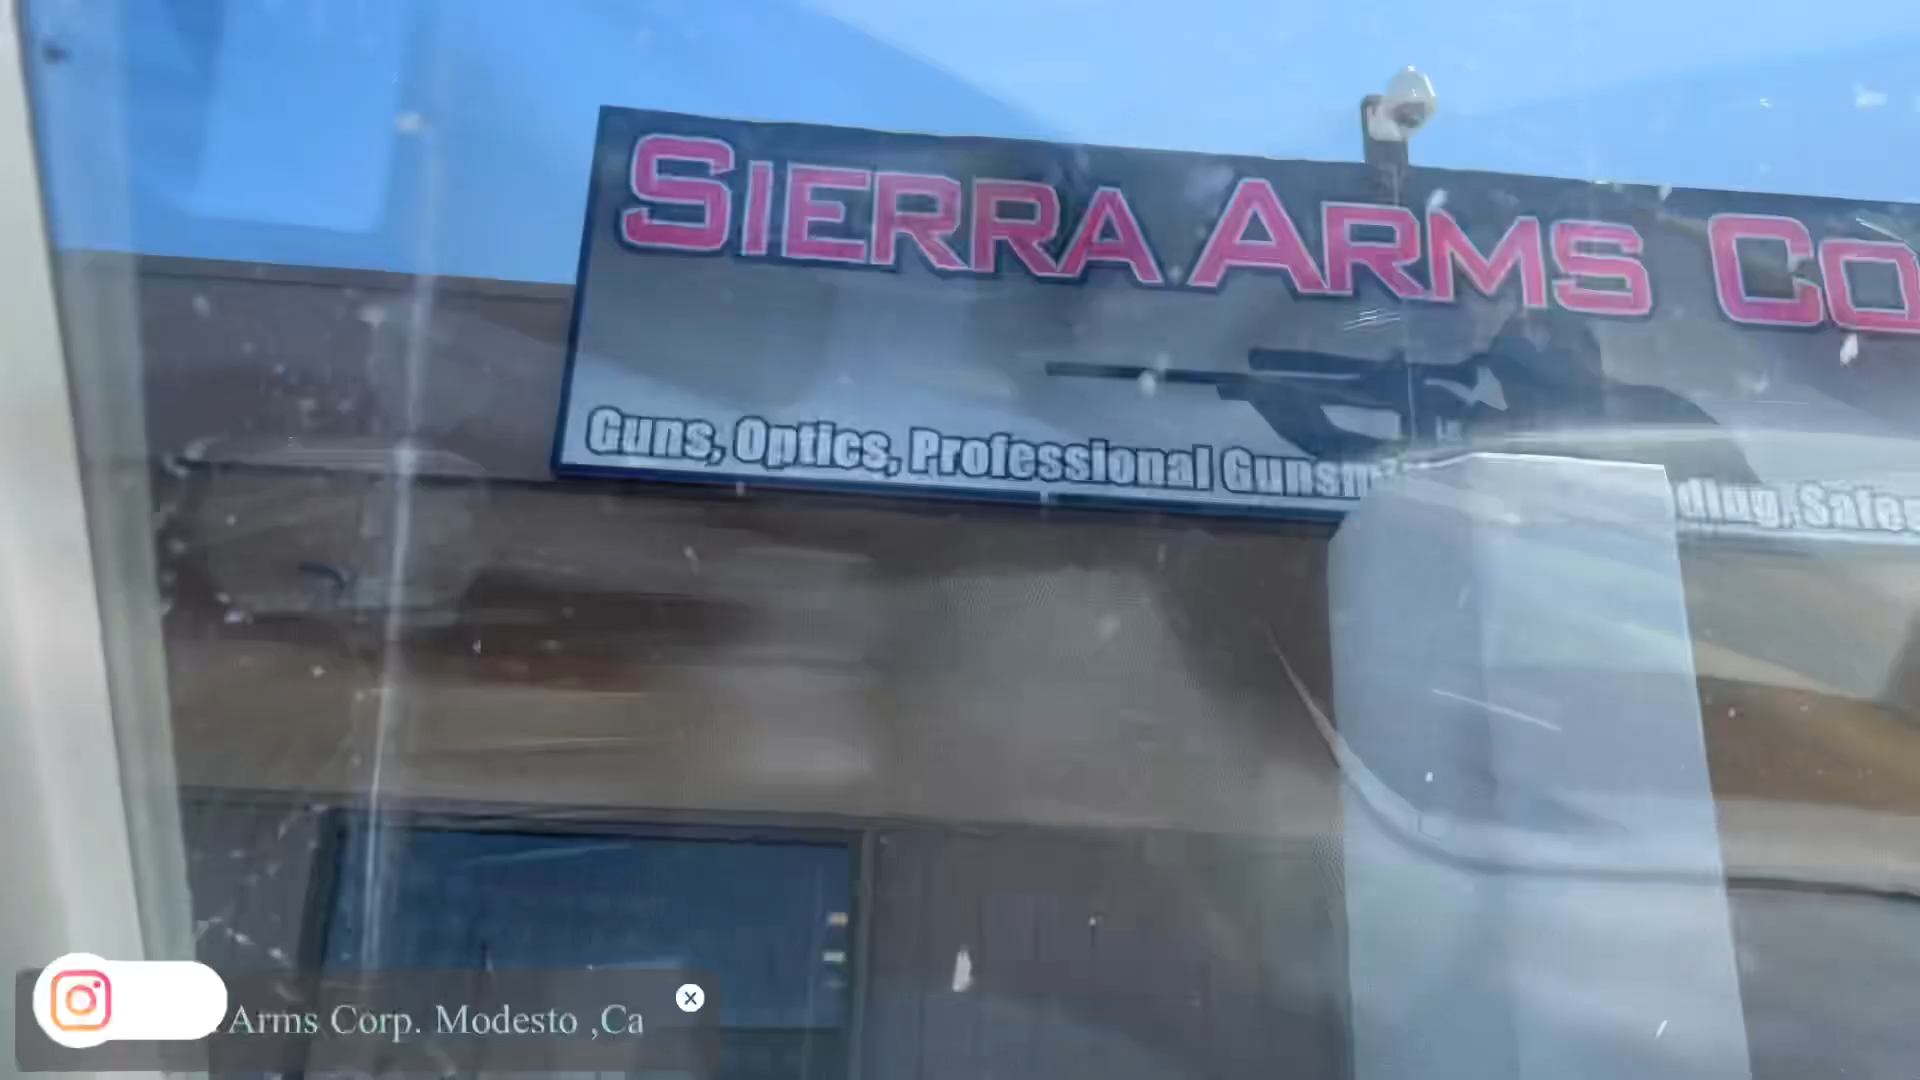 SIERRA ARMS CO
Guns, Optics, Professional
Safes
Arms Corp. Modesto ,Ca